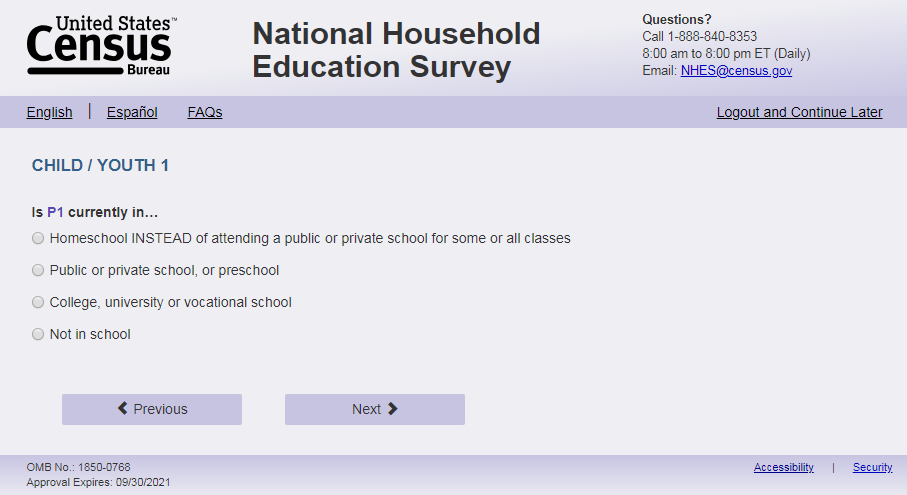 United States™
Census
Bureau
National Household
Education Survey
Questions?
Call 1-888-840-8353
8:00 am to 8:00 pm ET (Daily)
Email: NHES@census.gov
English | Español FAQs Logout and Continue Later
CHILD / YOUTH 1
Is P1 currently in…
Homeschool INSTEAD of attending a public or private school for some or all classes
Public or private school, or preschool
College, university or vocational school
Not in school
Previous Next
OMB No.: 1850-0768
Approval Expires: 09/30/2021
Accessibility | Security